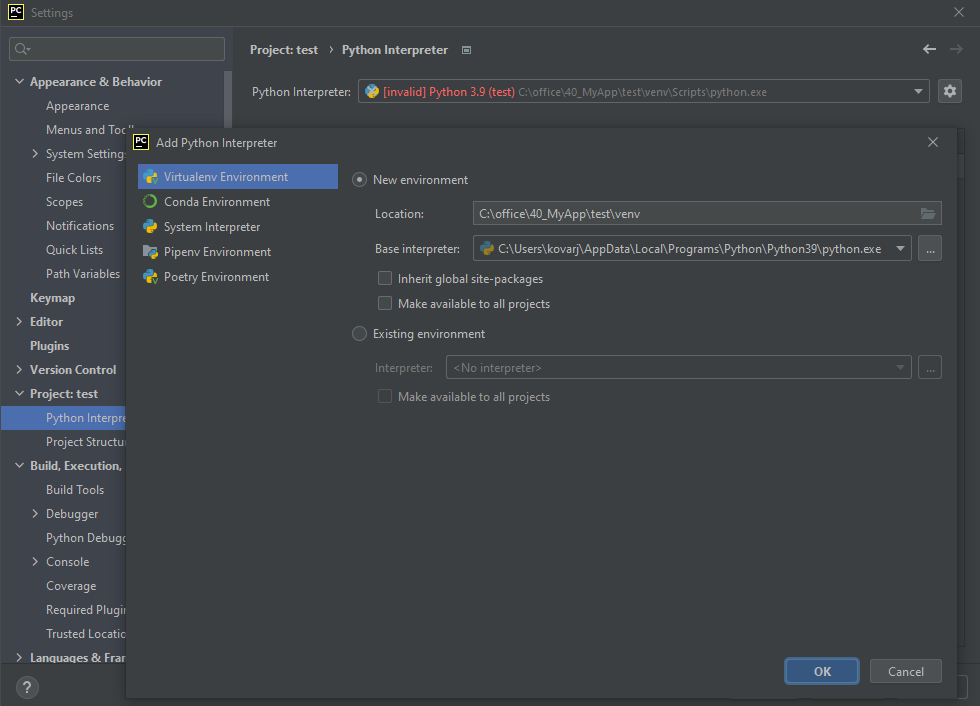 PC Settings
Project: test › Python Interpreter
Appearance & Behavior
Python Interpreter: [invalid] Python 3.9 (test) C:\office\40_MyApp\test\venv\Scripts\python.exe
Appearance
Menus and
System Setting
File Colors
Scopes
Notifications
Quick Lists
Path Variables
Keymap
Editor
Plugins
Version Control
Project: test
Python Interpre
Project Structu
Build, Execution,
Build Tools
Debugger
Python Debugg
Console
Coverage
Required Plugi
Trusted Locatio
Languages & Fra
?
PC Add Python Interpreter
Virtualenv Environment
Conda Environment
System Interpreter
Pipenv Environment
Poetry Environment
New environment
Location: C:\office\40_MyApp\test\venv
Base interpreter: C:\Users\kovarj\AppData\Local\Programs\Python\Python39\python.exe ...
Inherit global site-packages
Make available to all projects
Existing environment
Interpreter: <No interpreter> ...
Make available to all projects
OK Cancel